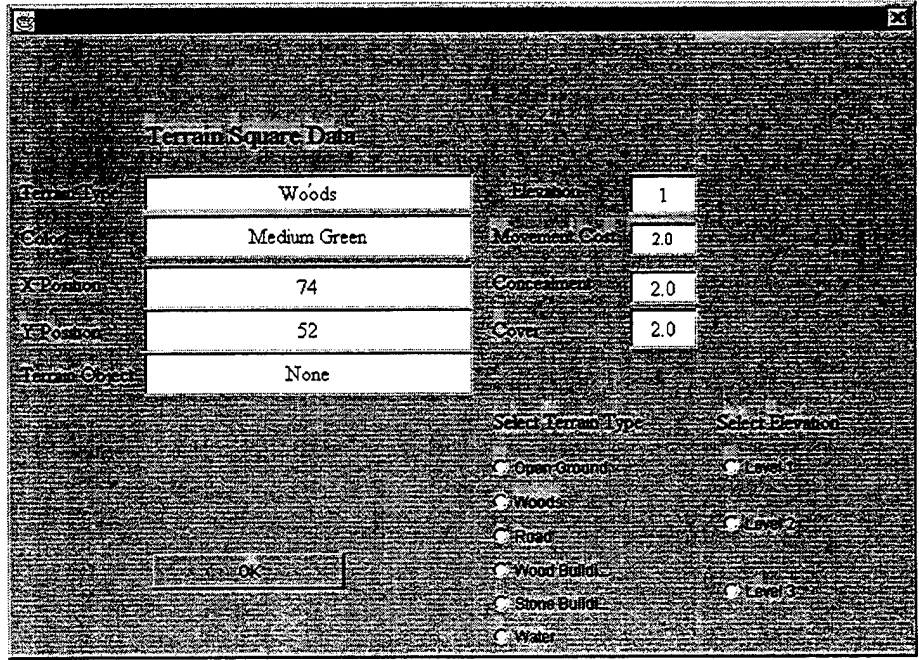 Terrain Square Data
Terrain Type Woods Elevation 1
Color Medium Green Movement Cost 2.0
X Position 74 Concealment 2.0
Y Position 52 Cover 2.0
Terrain Object None
Select Terrain Type Select Elevation
Open Ground Level 1
Woods
Road Level 2
Wood Buildi...
OK
Stone Buildi... Level 3
Water